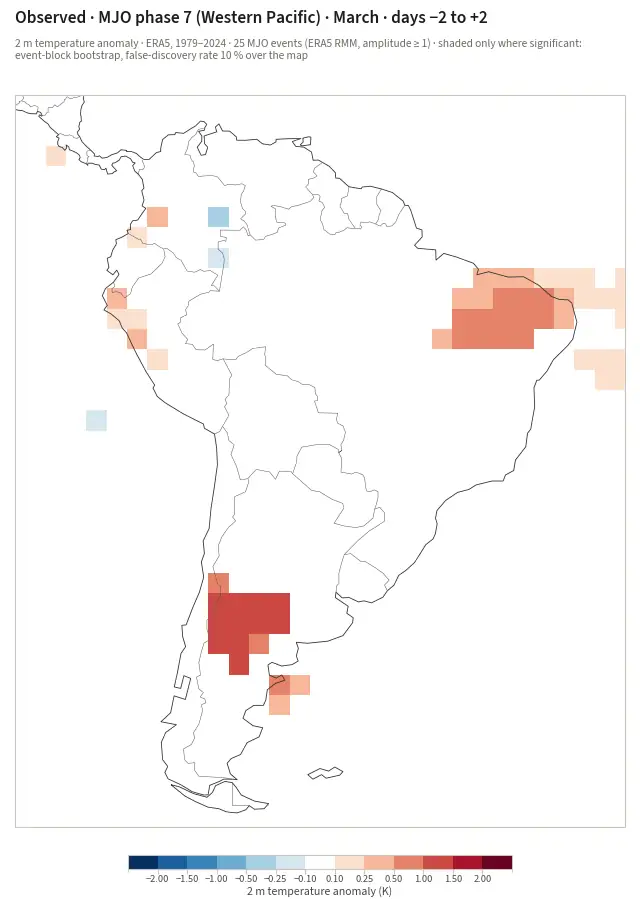 Observed · MJO phase 7 (Western Pacific) · March · days −2 to +2
2 m temperature anomaly · ERA5, 1979–2024 · 25 MJO events (ERA5 RMM, amplitude ≥ 1) · shaded only where significant:
event-block bootstrap, false-discovery rate 10 % over the map
−2.00 −1.50 −1.00 −0.50 −0.25 −0.10 0.10 0.25 0.50 1.00 1.50 2.00
2 m temperature anomaly (K)